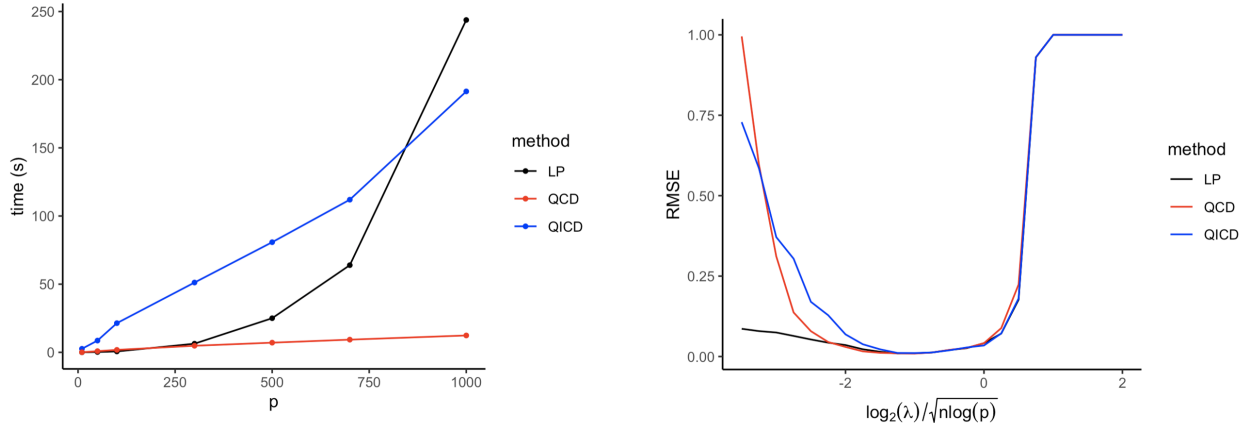 250
200
150
100
50
0
time (s)
0 250 500 750 1000
p
method
LP
QCD
QICD
1.00
0.75
0.50
0.25
0.00
RMSE
-2 0 2
log₂(λ)/√nlog(p)
method
LP
QCD
QICD